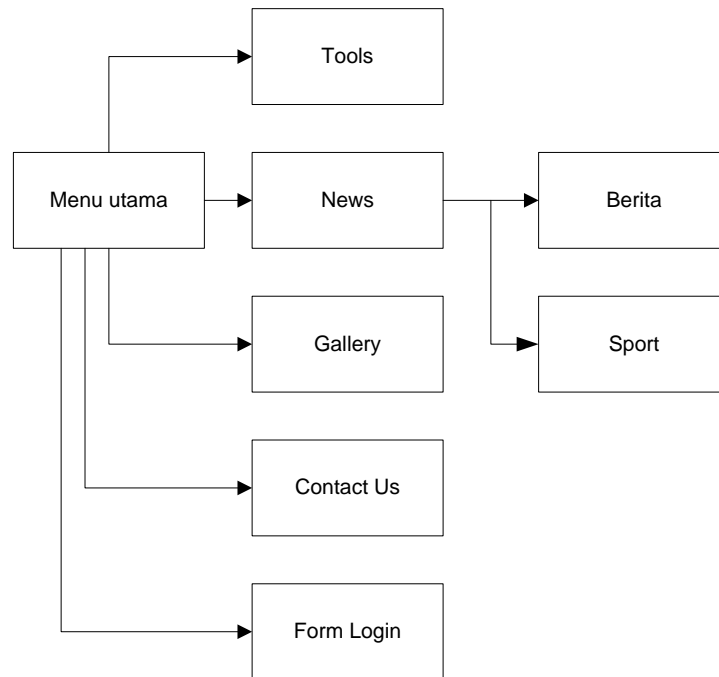 Tools
Menu utama
News
Berita
Gallery
Sport
Contact Us
Form Login